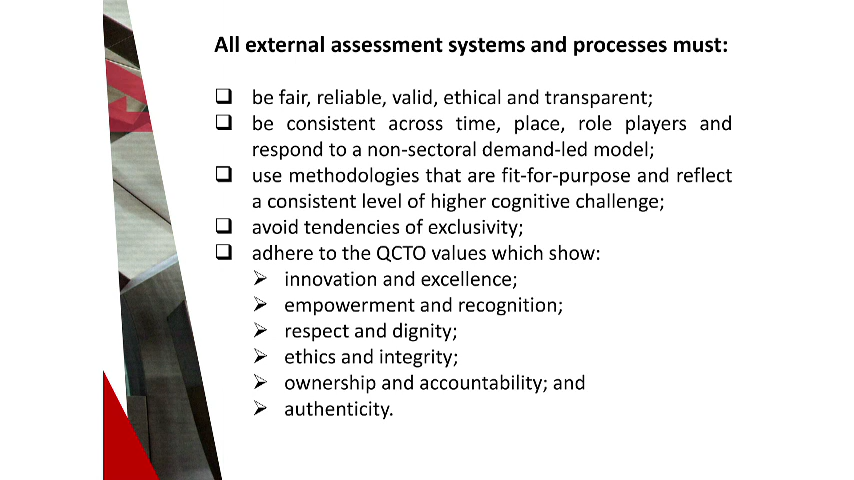 All external assessment systems and processes must:
❑ be fair, reliable, valid, ethical and transparent;
❑ be consistent across time, place, role players and
respond to a non-sectoral demand-led model;
❑ use methodologies that are fit-for-purpose and reflect
a consistent level of higher cognitive challenge;
❑ avoid tendencies of exclusivity;
❑ adhere to the QCTO values which show:
➢ innovation and excellence;
➢ empowerment and recognition;
➢ respect and dignity;
➢ ethics and integrity;
➢ ownership and accountability; and
➢ authenticity.